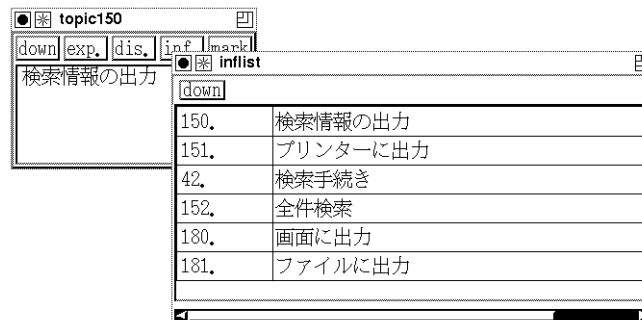 topic150
down exp. dis. inf mark
検索情報の出力
inflist
down
150. 検索情報の出力
151. プリンターに出力
42. 検索手続き
152. 全件検索
180. 画面に出力
181. ファイルに出力